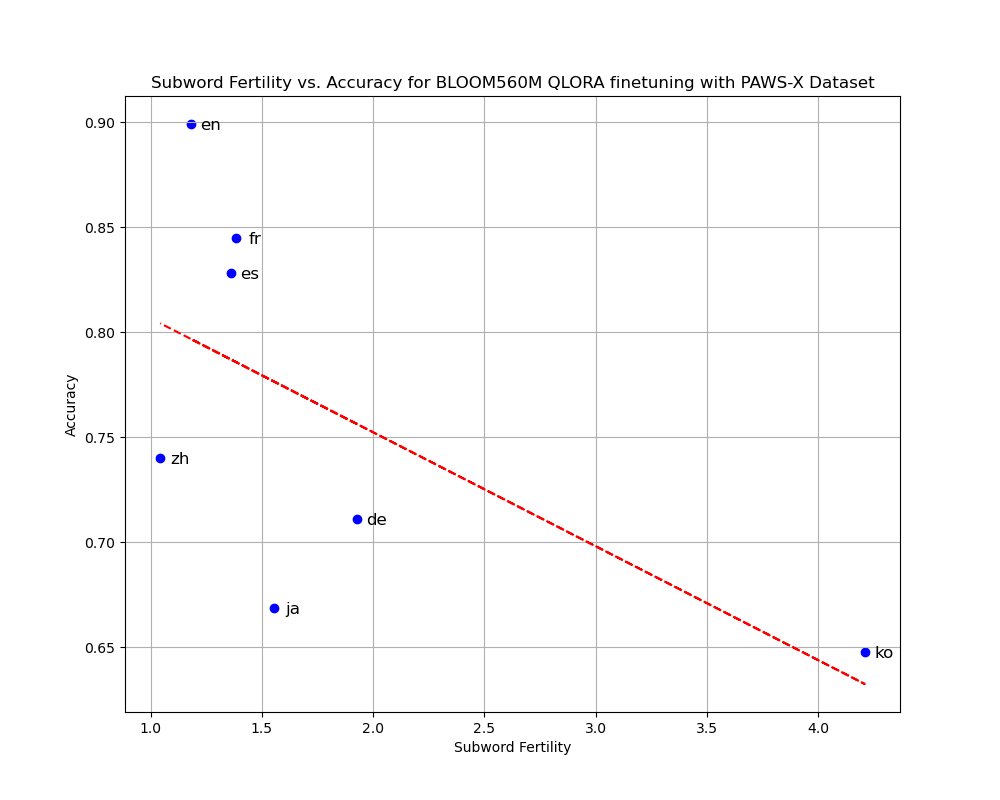 Subword Fertility vs. Accuracy for BLOOM560M QLORA finetuning with PAWS-X Dataset
0.90
en
0.85
fr
es
0.80
Accuracy
0.75
zh
de
0.70
ja
0.65
ko
1.0 1.5 2.0 2.5 3.0 3.5 4.0
Subword Fertility